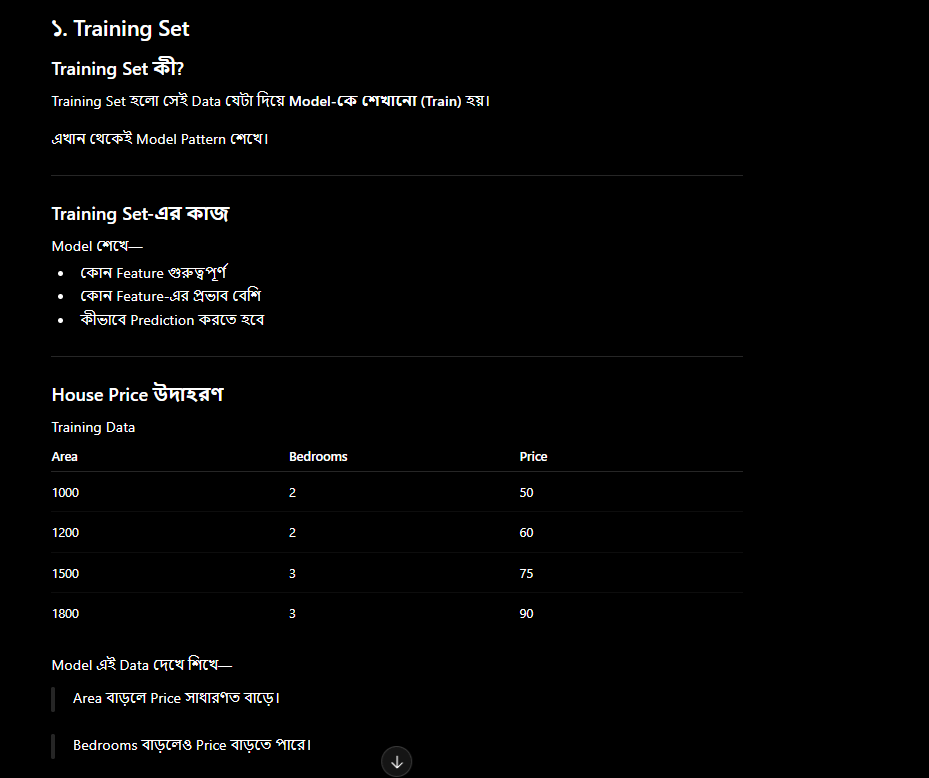 ১. Training Set
Training Set কী?
Training Set হলো সেই Data যেটা দিয়ে Model-কে শেখানো (Train) হয়।
এখান থেকেই Model Pattern শেখে।
Training Set-এর কাজ
Model শেখে—
• কোন Feature গুরুত্বপূর্ণ
• কোন Feature-এর প্রভাব বেশি
• কীভাবে Prediction করতে হবে
House Price উদাহরণ
Training Data
Area Bedrooms Price
1000 2 50
1200 2 60
1500 3 75
1800 3 90
Model এই Data দেখে শিখে—
Area বাড়লে Price সাধারণত বাড়ে।
Bedrooms বাড়লেও Price বাড়তে পারে।